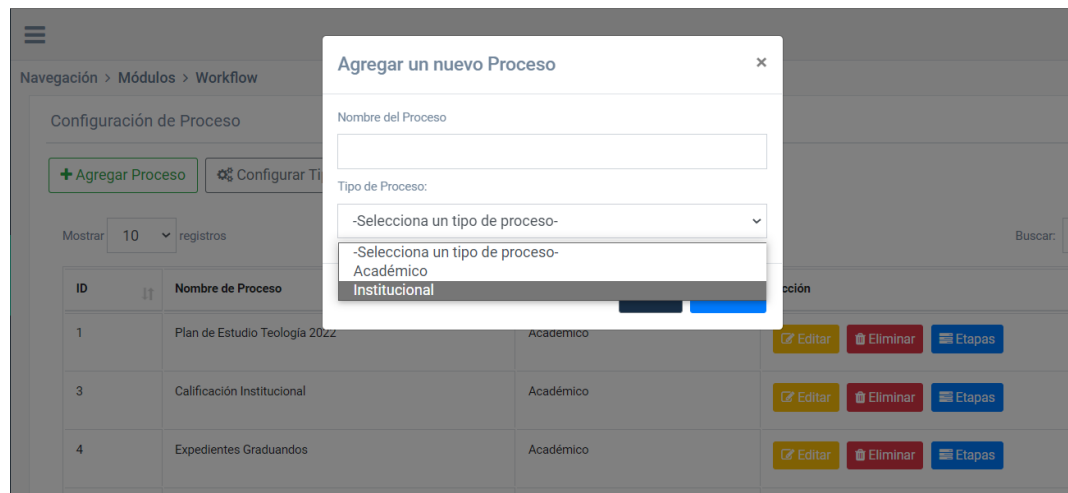 Agregar un nuevo Proceso ×
Navegación > Módulos > Workflow
Configuración de Proceso
Nombre del Proceso
Agregar Proceso
Configurar Ti
Tipo de Proceso:
-Selecciona un tipo de proceso-
Mostrar 10 registros
Buscar:
-Selecciona un tipo de proceso-
Académico
Institucional
ID Nombre de Proceso cción
1 Plan de Estudio Teología 2022 Académico Editar Eliminar Etapas
3 Calificación Institucional Académico Editar Eliminar Etapas
4 Expedientes Graduandos Académico Editar Eliminar Etapas